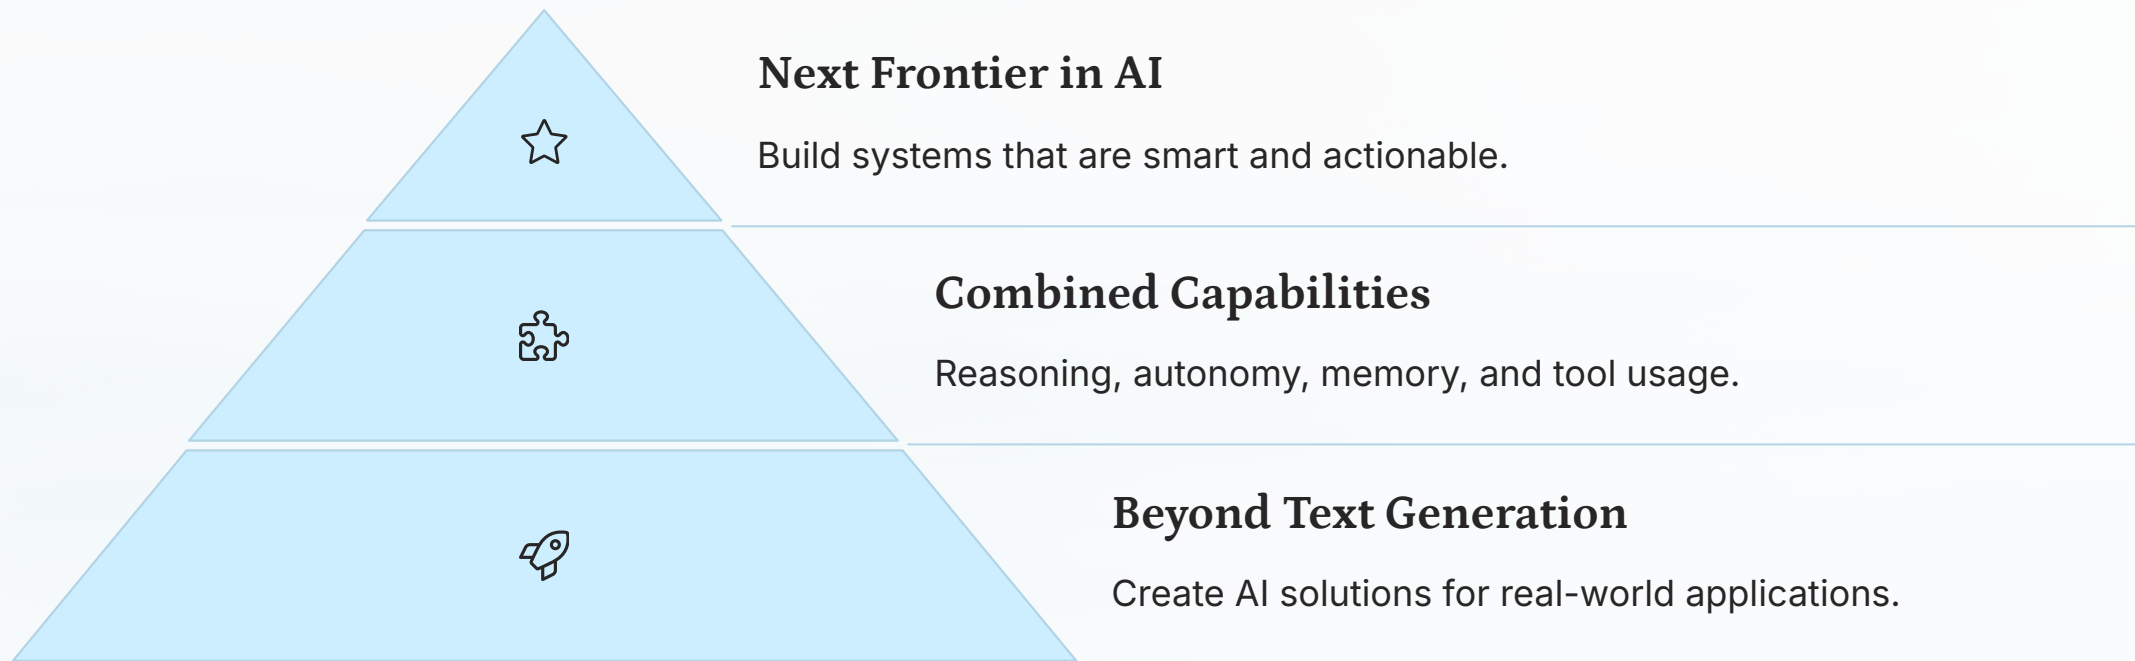 Next Frontier in AI
Build systems that are smart and actionable.
Combined Capabilities
Reasoning, autonomy, memory, and tool usage.
Beyond Text Generation
Create AI solutions for real-world applications.